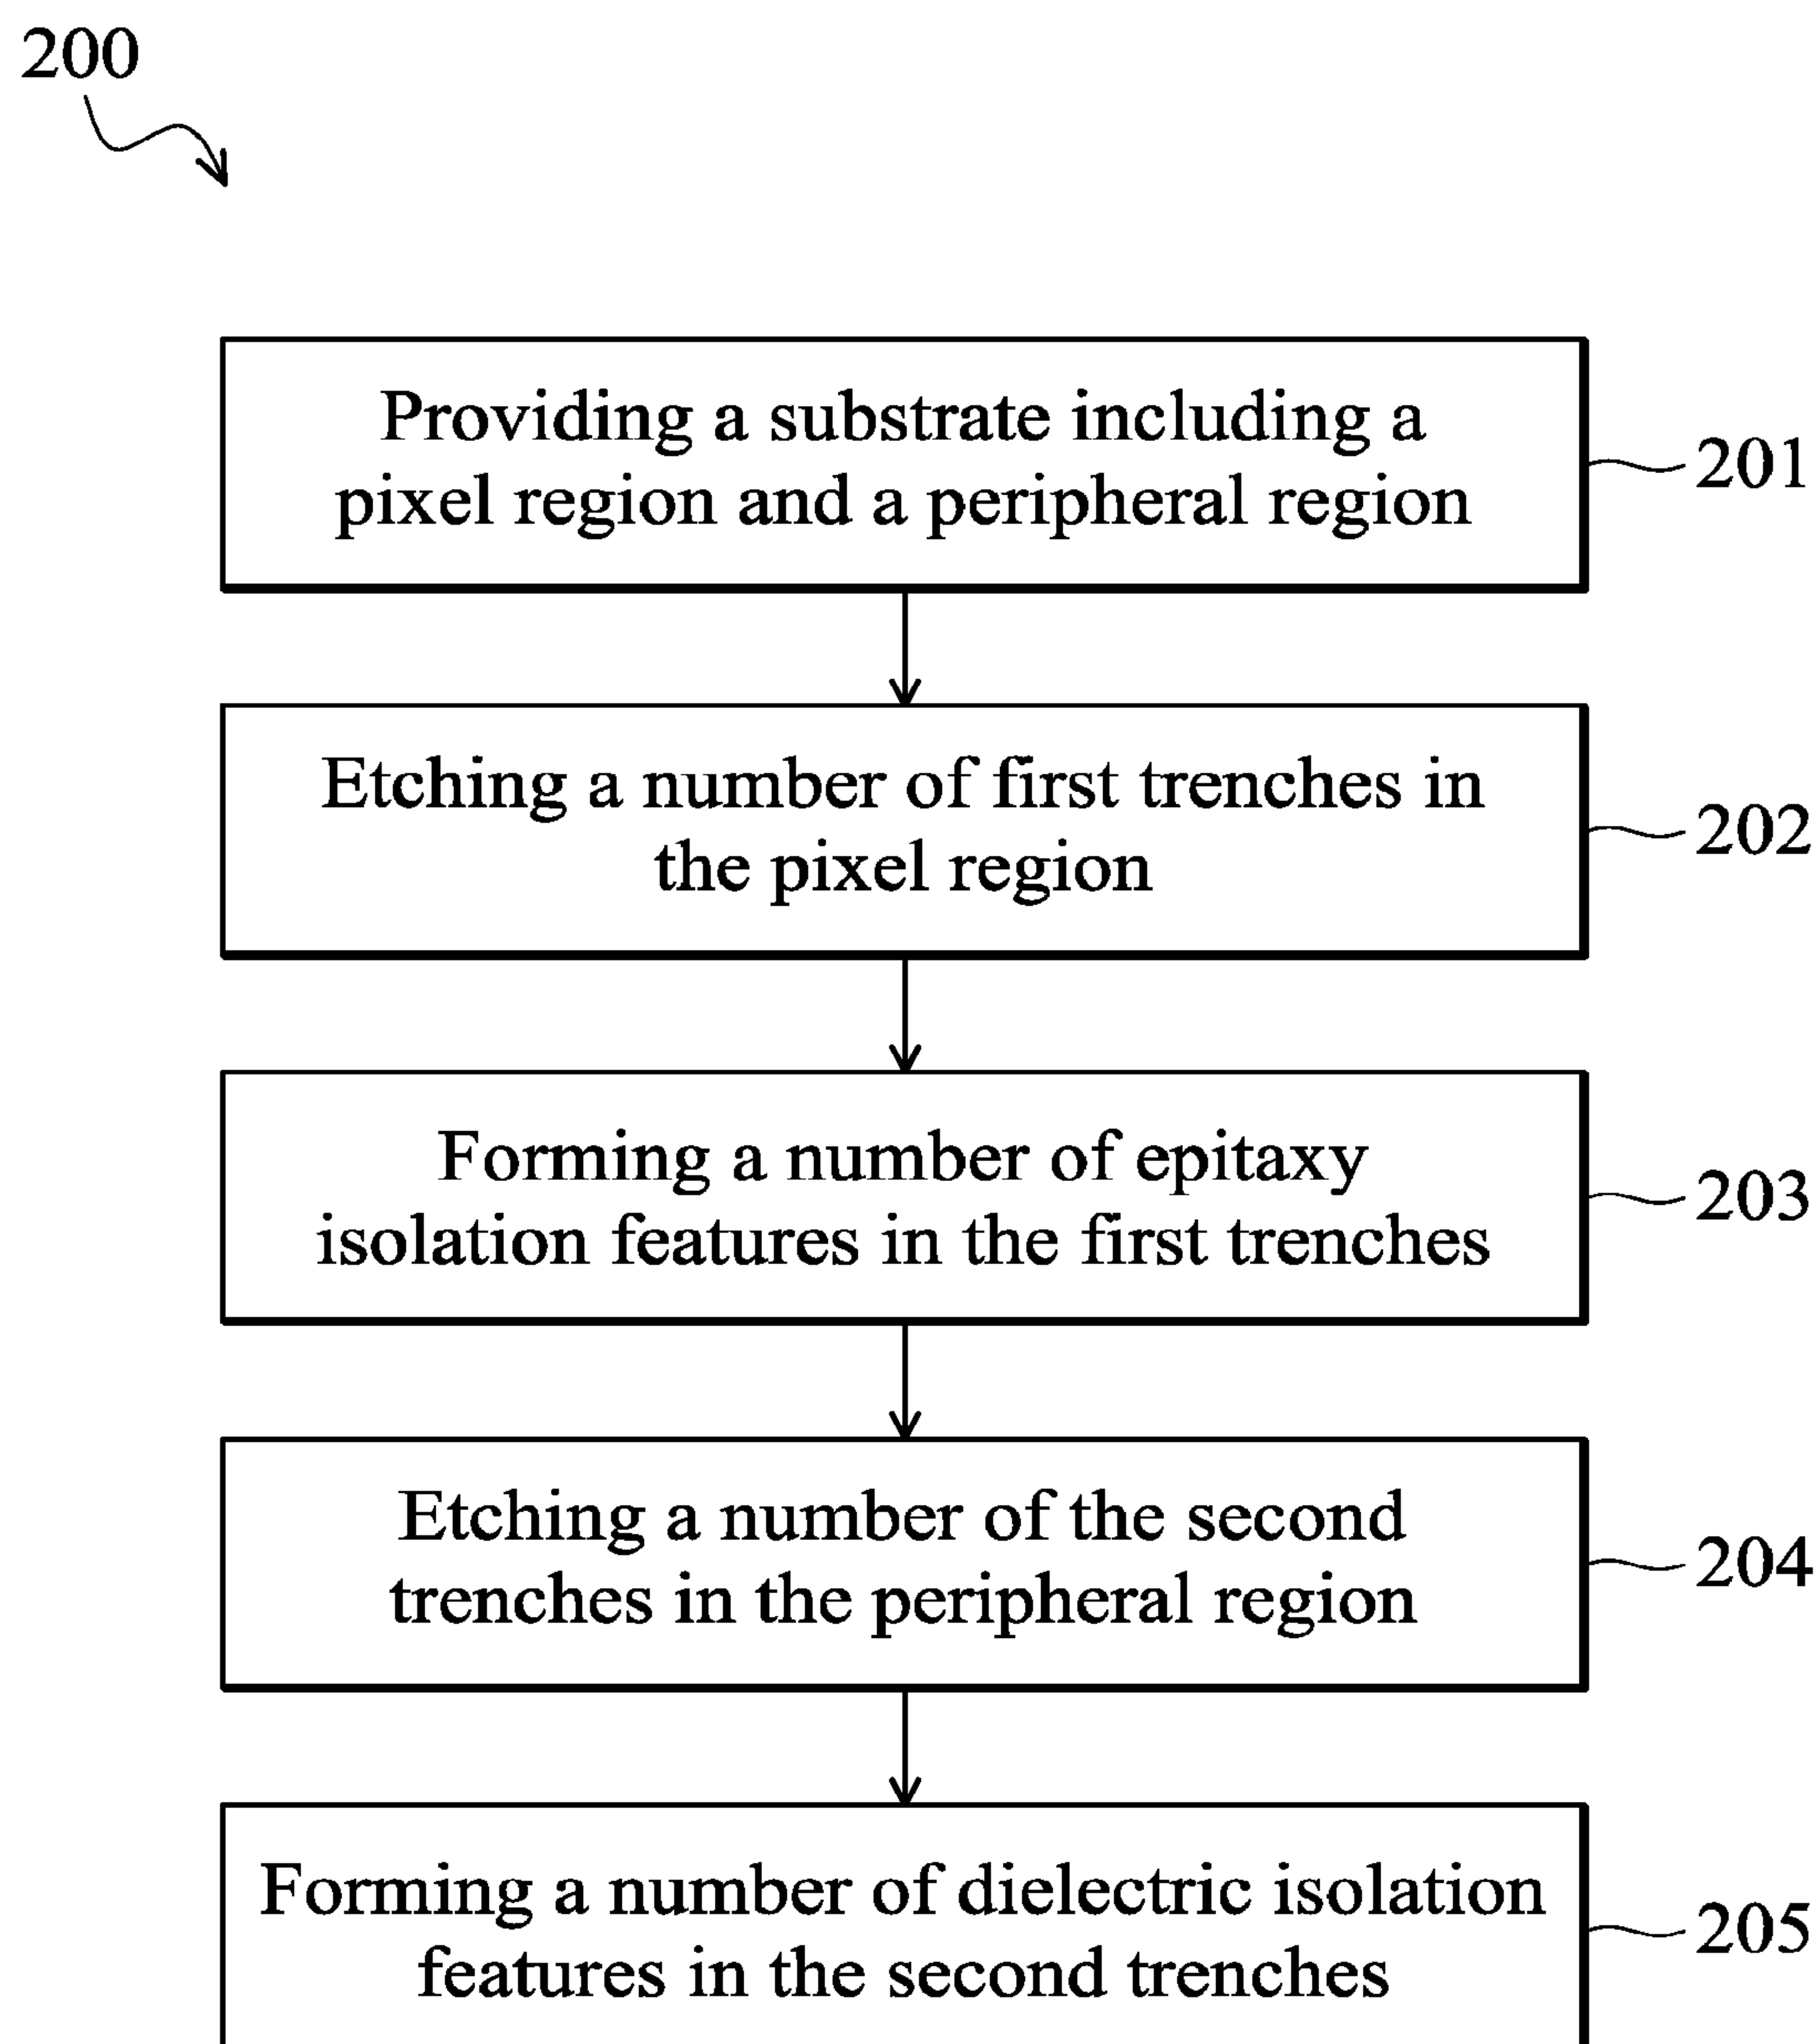 200
Providing a substrate including a
pixel region and a peripheral region
201
Etching a number of first trenches in
the pixel region
202
Forming a number of epitaxy
isolation features in the first trenches
203
Etching a number of the second
trenches in the peripheral region
204
Forming a number of dielectric isolation
features in the second trenches
205